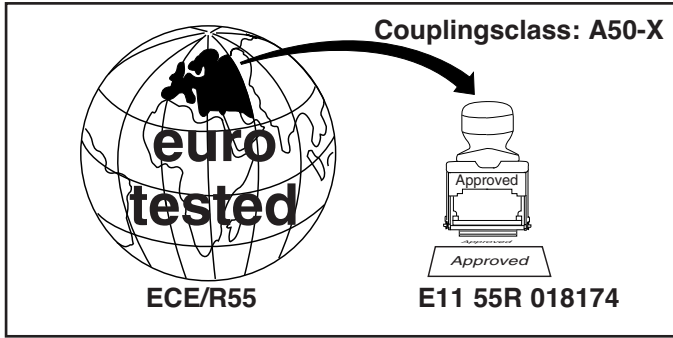 Couplingsclass: A50-X
euro
tested
Approved
Approved
Approved
ECE/R55
E11 55R 018174